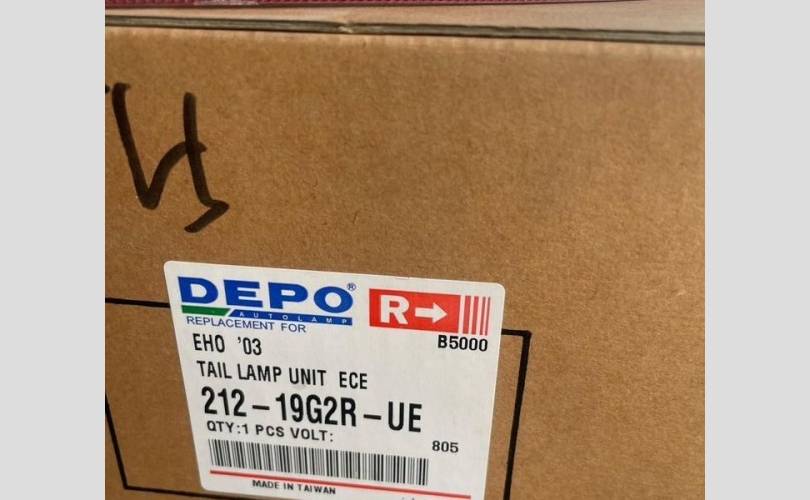 DEPO®
AUTOLAMP
R→
REPLACEMENT FOR
B5000
EHO '03
TAIL LAMP UNIT ECE
212-19G2R-UE
QTY:1 PCS VOLT:
805
MADE IN TAIWAN